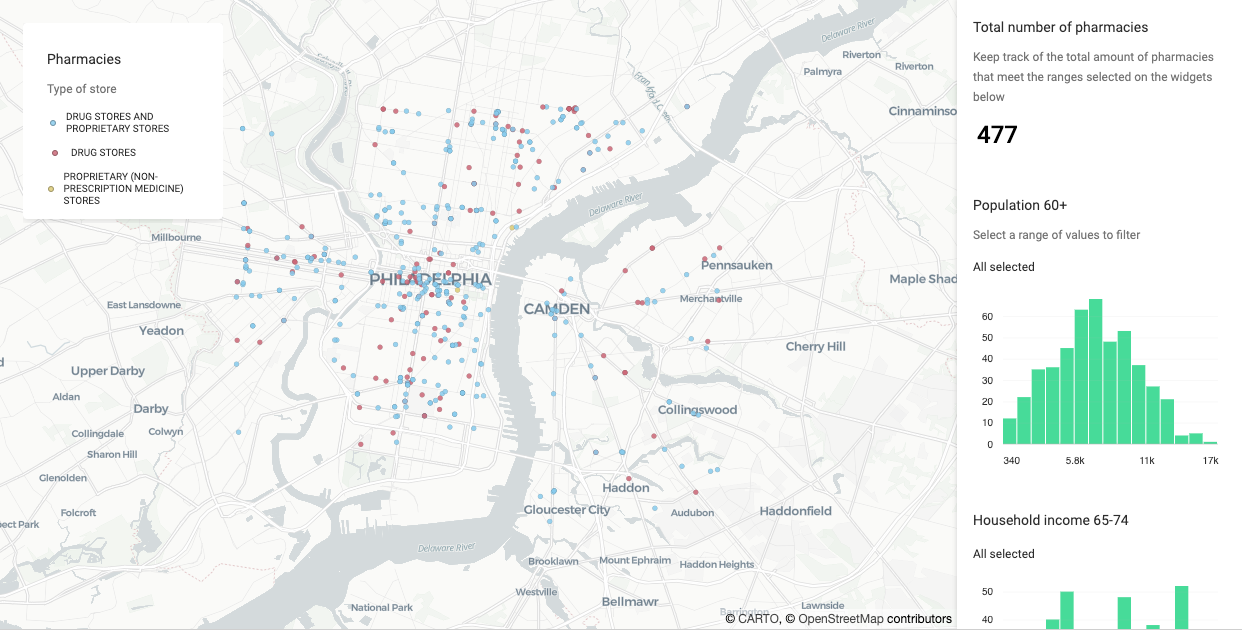 Pharmacies
Type of store
DRUG STORES AND
PROPRIETARY STORES
DRUG STORES
PROPRIETARY (NON-
PRESCRIPTION MEDICINE)
STORES
Delaware River
Riverton
Palmyra
Riverton
Cinnaminso
Delaware River
Millbourne
PHILADELPHIA
Pennsauken
Maple Shad
East Lansdowne
Merchantville
CAMDEN
Yeadon
Cherry Hill
d
Upper Darby
Aldan
Darby
Collingswood
Collingdale
Colwyn
Sharon Hill
Glenolden
Haddon
Folcroft
Gloucester City
Audubon
Haddonfield
ect Park
Delaware River
Brooklawn
Mount Ephraim
Haddon Heights
Westville
Bellmawr
National Park
Lawnside
Barrington
© CARTO, © OpenStreetMap contributors
Total number of pharmacies
Keep track of the total amount of pharmacies
that meet the ranges selected on the widgets
below
477
Population 60+
Select a range of values to filter
All selected
60
50
40
30
20
10
0
340 5.8k 11k 17k
Household income 65-74
All selected
50
40